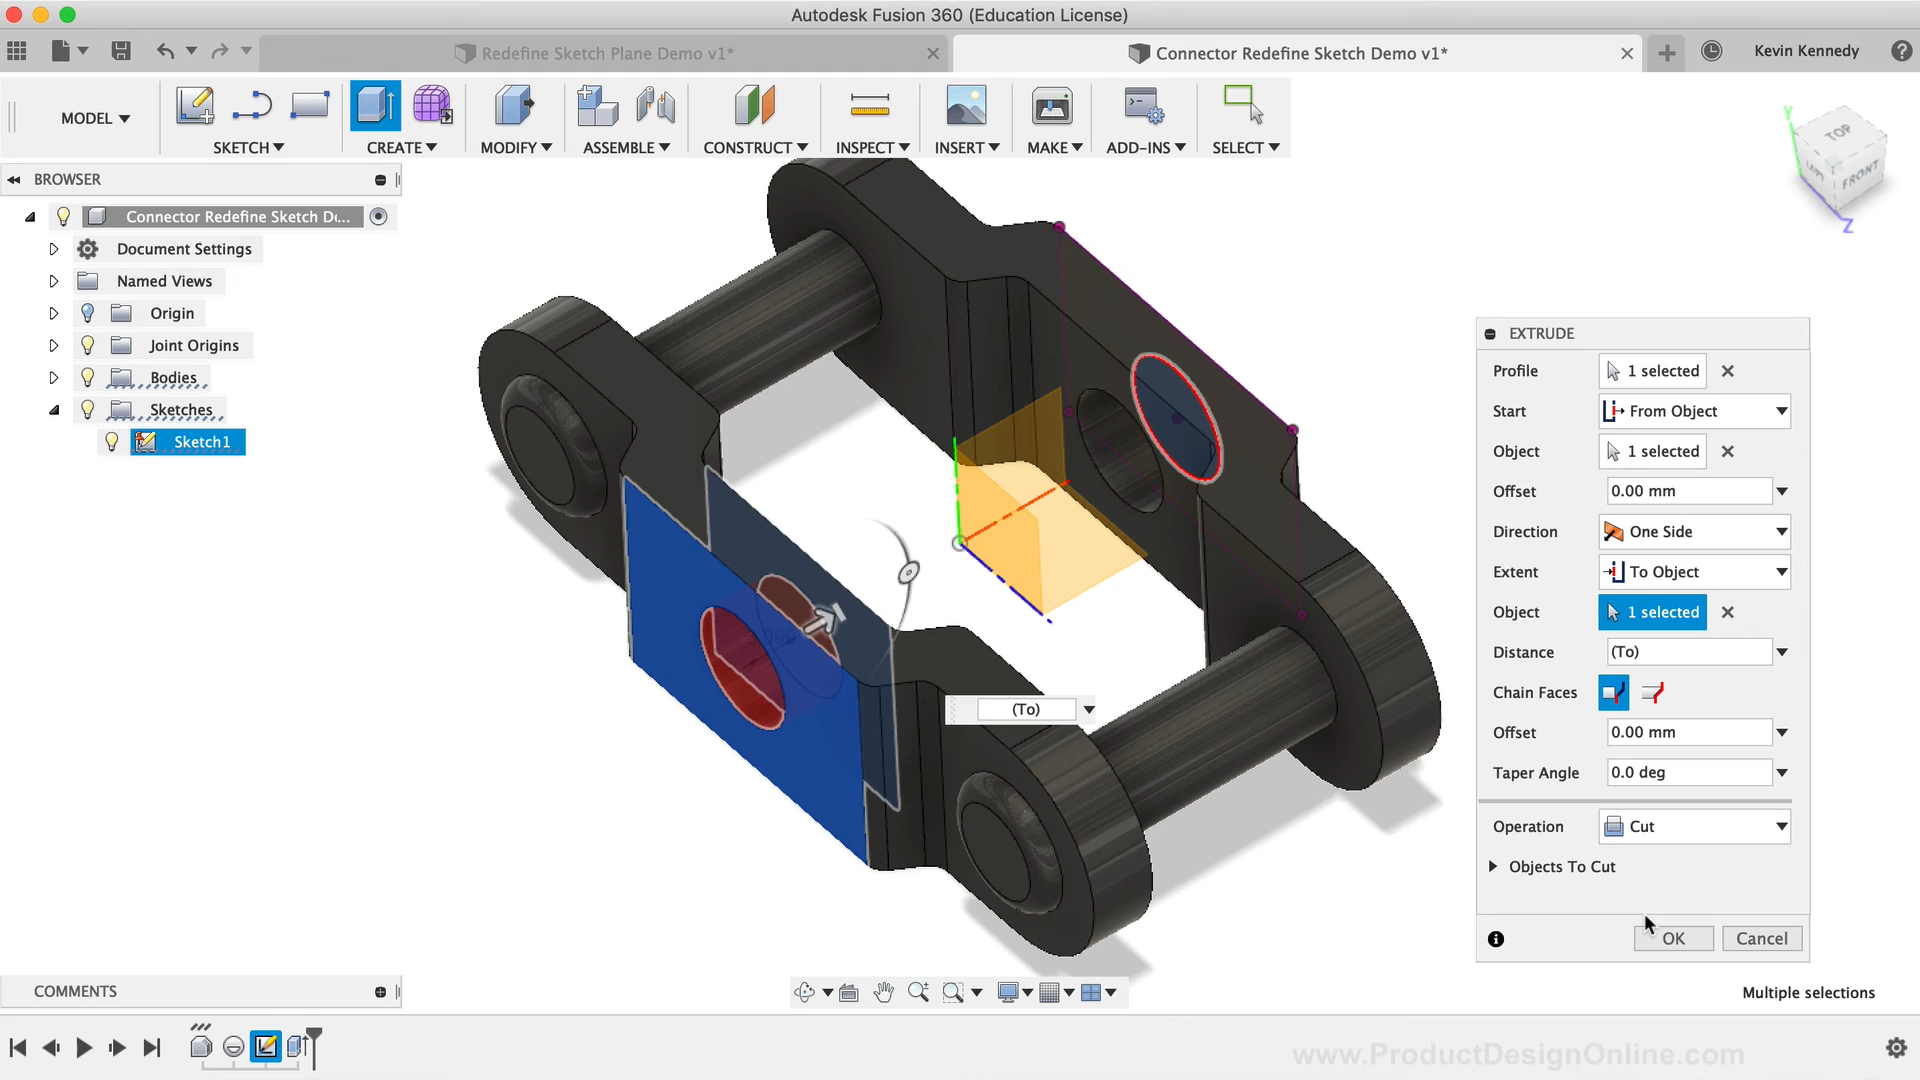 Autodesk Fusion 360 (Education License)
Redefine Sketch Plane Demo v1*
Connector Redefine Sketch Demo v1*
Kevin Kennedy
MODEL
SKETCH
CREATE
MODIFY
ASSEMBLE
CONSTRUCT
INSPECT
INSERT
MAKE
ADD-INS
SELECT
Y
TOP
LEFT
FRONT
Z
BROWSER
Connector Redefine Sketch D...
Document Settings
Named Views
Origin
Joint Origins
Bodies
Sketches
Sketch1
EXTRUDE
Profile
1 selected
Start
From Object
Object
1 selected
Offset
0.00 mm
Direction
One Side
Extent
To Object
Object
1 selected
Distance
(To)
Chain Faces
Offset
0.00 mm
Taper Angle
0.0 deg
Operation
Cut
Objects To Cut
OK
Cancel
(To)
COMMENTS
Multiple selections
www.ProductDesignOnline.com